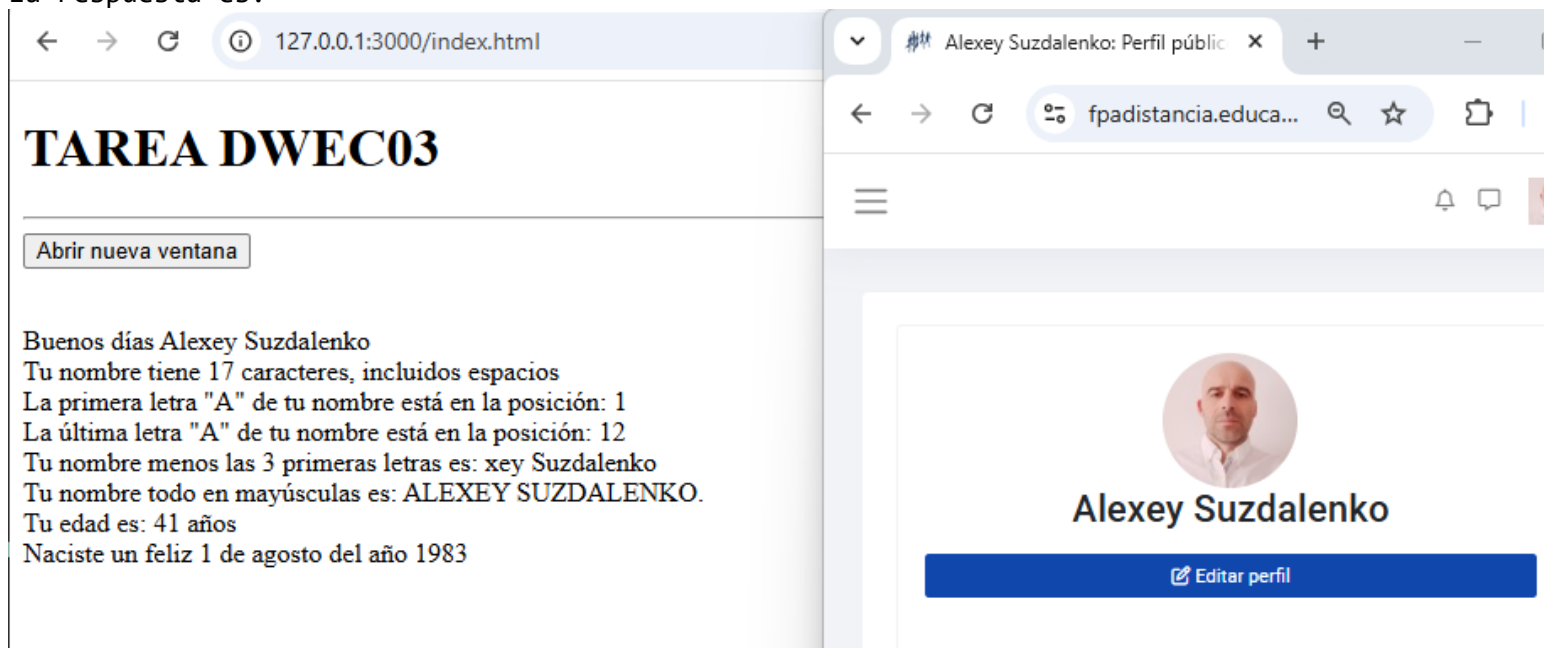 La respuesta es:
127.0.0.1:3000/index.html
TAREA DWEC03
Abrir nueva ventana
Buenos días Alexey Suzdalenko
Tu nombre tiene 17 caracteres, incluidos espacios
La primera letra "A" de tu nombre está en la posición: 1
La última letra "A" de tu nombre está en la posición: 12
Tu nombre menos las 3 primeras letras es: xey Suzdalenko
Tu nombre todo en mayúsculas es: ALEXEY SUZDALENKO.
Tu edad es: 41 años
Naciste un feliz 1 de agosto del año 1983
Alexey Suzdalenko: Perfil públic
fpadistancia.educa...
Alexey Suzdalenko
Editar perfil